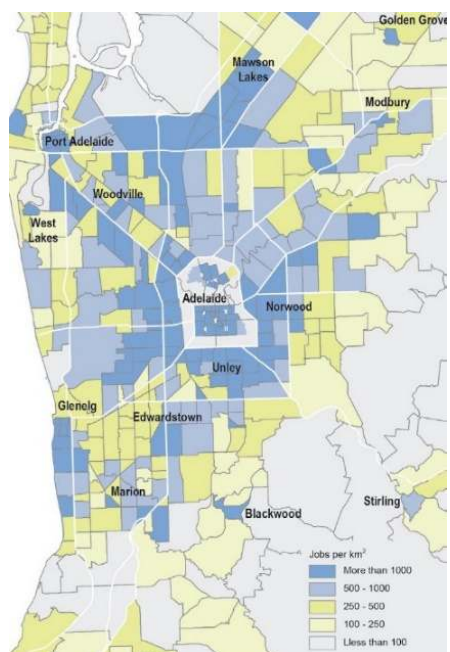 Golden Grove
Mawson
Lakes
Modbury
Port Adelaide
Woodville
West
Lakes
Adelaide
Norwood
Unley
Glenelg
Edwardstown
Marion
Stirling
Blackwood
Jobs per km²
More than 1000
500 - 1000
250 - 500
100 - 250
Lless than 100